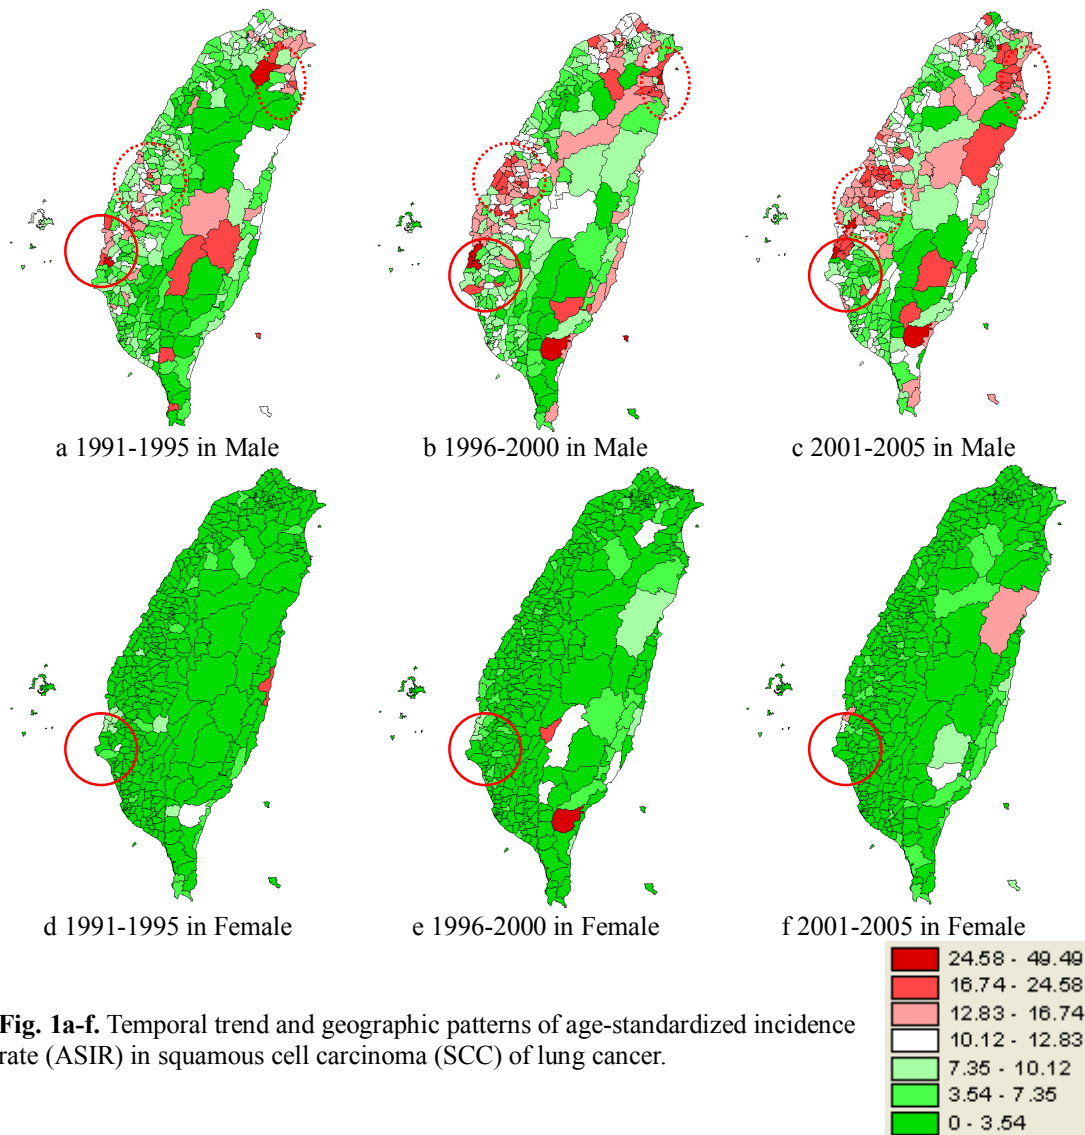 a 1991-1995 in Male
b 1996-2000 in Male
c 2001-2005 in Male
d 1991-1995 in Female
e 1996-2000 in Female
f 2001-2005 in Female
24.58 - 49.49
16.74 - 24.58
12.83 - 16.74
10.12 - 12.83
7.35 - 10.12
3.54 - 7.35
0 - 3.54
Fig. 1a-f. Temporal trend and geographic patterns of age-standardized incidence
rate (ASIR) in squamous cell carcinoma (SCC) of lung cancer.